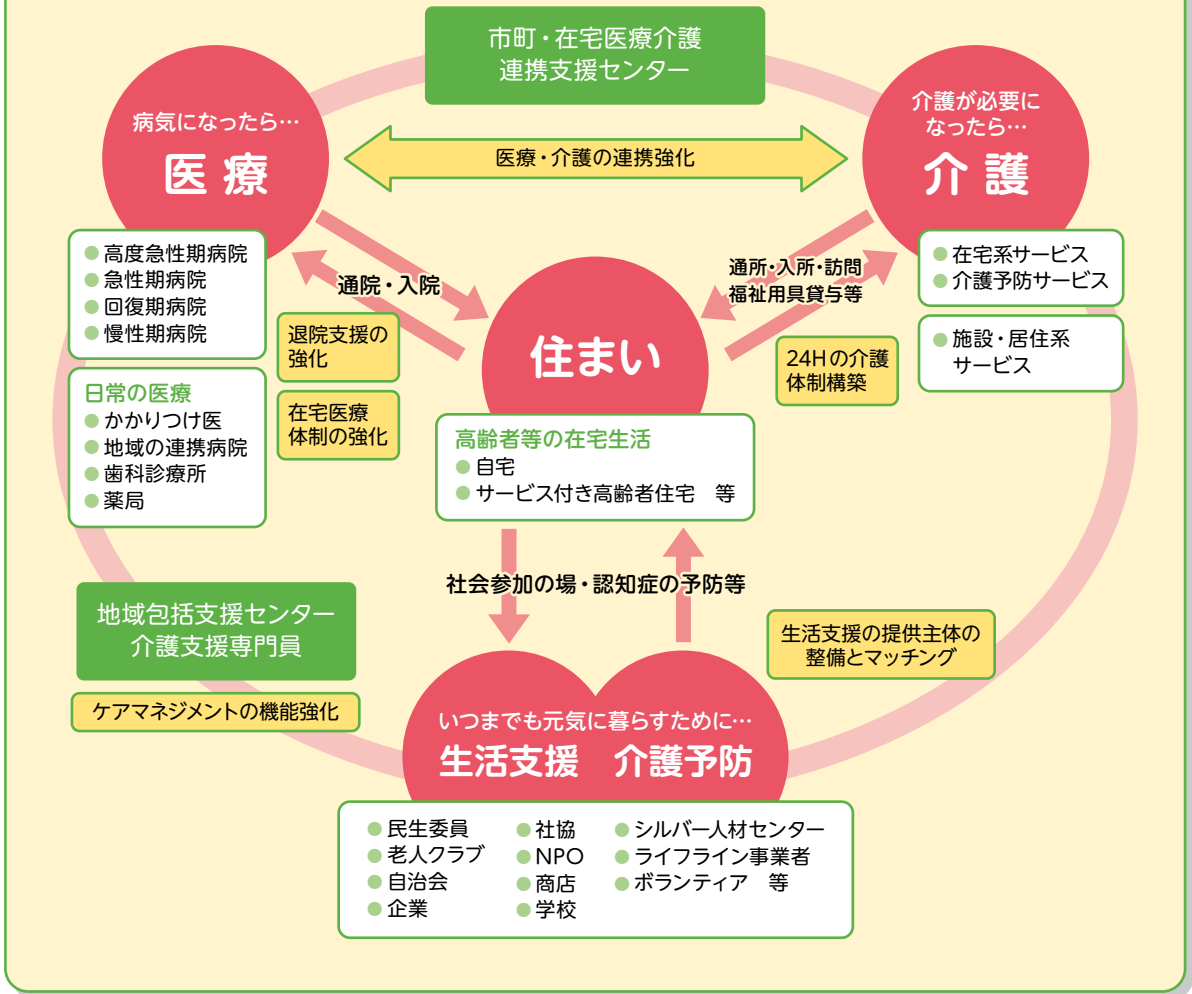 市町・在宅医療介護
連携支援センター
病気になったら…
医療
介護が必要に
なったら…
介護
医療・介護の連携強化
高度急性期病院
急性期病院
回復期病院
慢性期病院
日常の医療
かかりつけ医
地域の連携病院
歯科診療所
薬局
通院・入院
退院支援の
強化
在宅医療
体制の強化
住まい
高齢者等の在宅生活
自宅
サービス付き高齢者住宅　等
通所・入所・訪問
福祉用具貸与等
24Hの介護
体制構築
在宅系サービス
介護予防サービス
施設・居住系
サービス
社会参加の場・認知症の予防等
地域包括支援センター
介護支援専門員
ケアマネジメントの機能強化
生活支援の提供主体の
整備とマッチング
いつまでも元気に暮らすために…
生活支援　介護予防
民生委員
老人クラブ
自治会
企業
社協
NPO
商店
学校
シルバー人材センター
ライフライン事業者
ボランティア　等